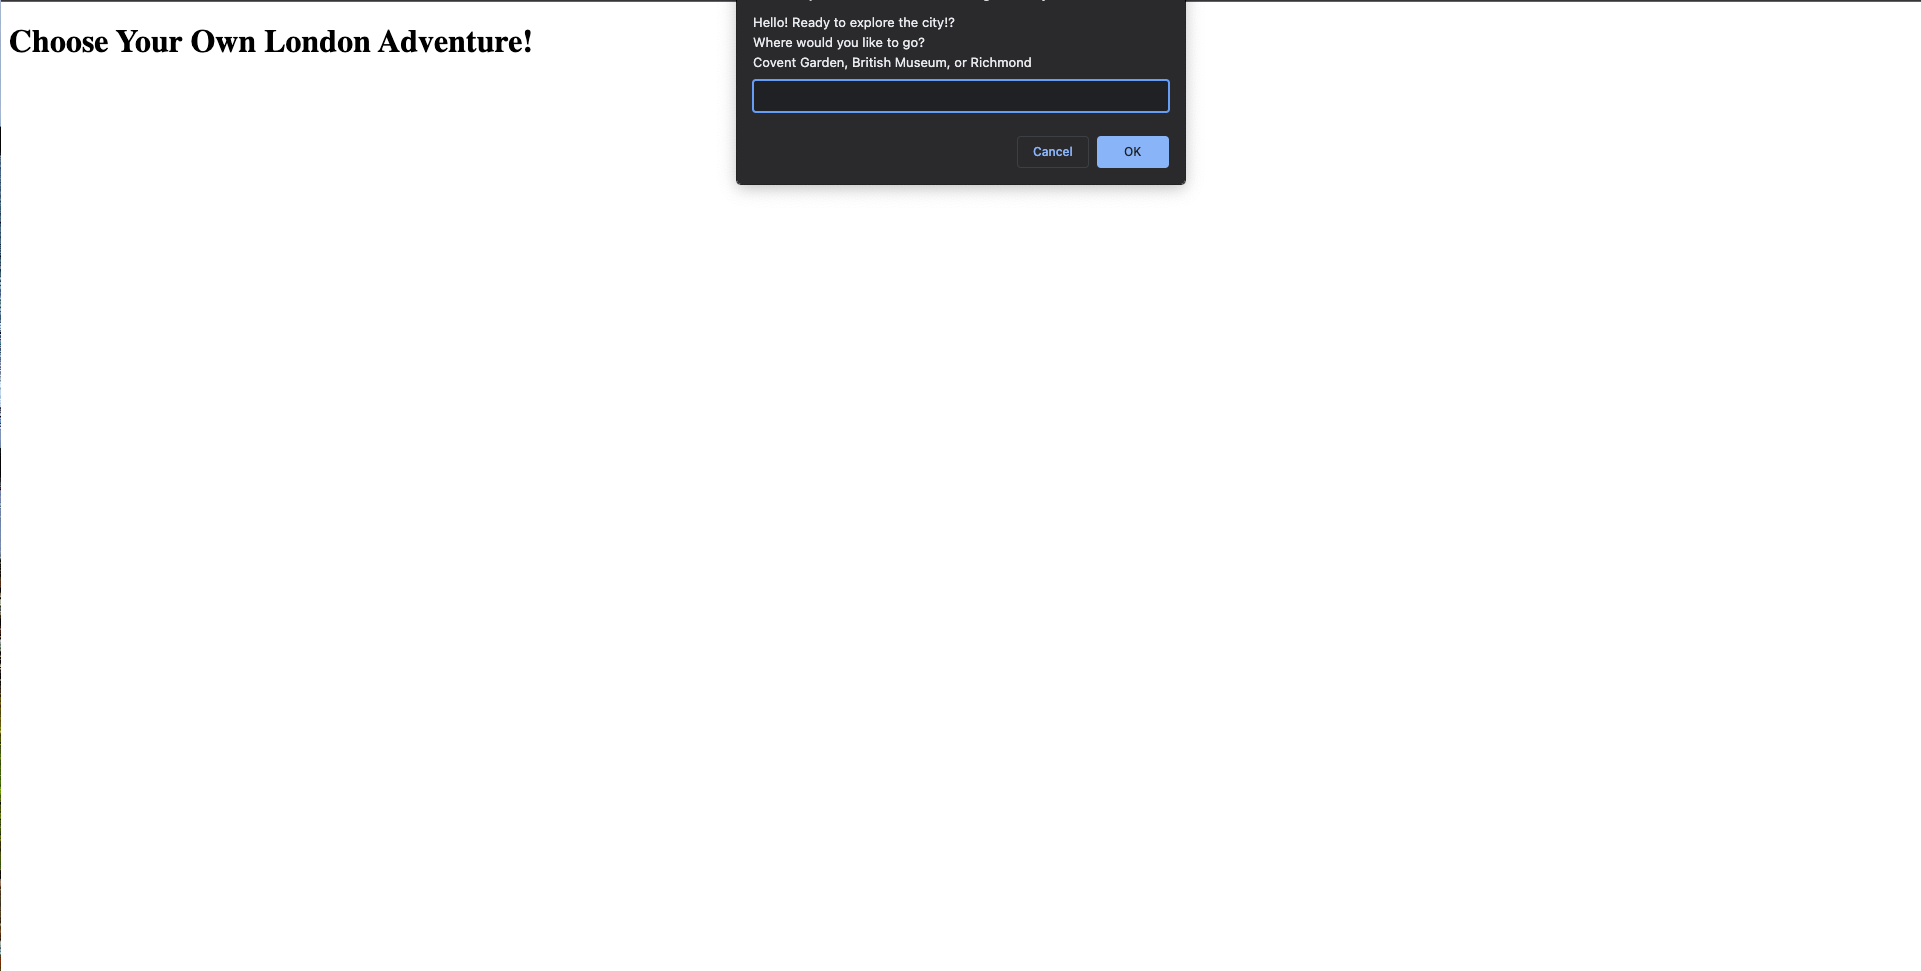 Choose Your Own London Adventure!
Hello! Ready to explore the city!?
Where would you like to go?
Covent Garden, British Museum, or Richmond
Cancel
OK